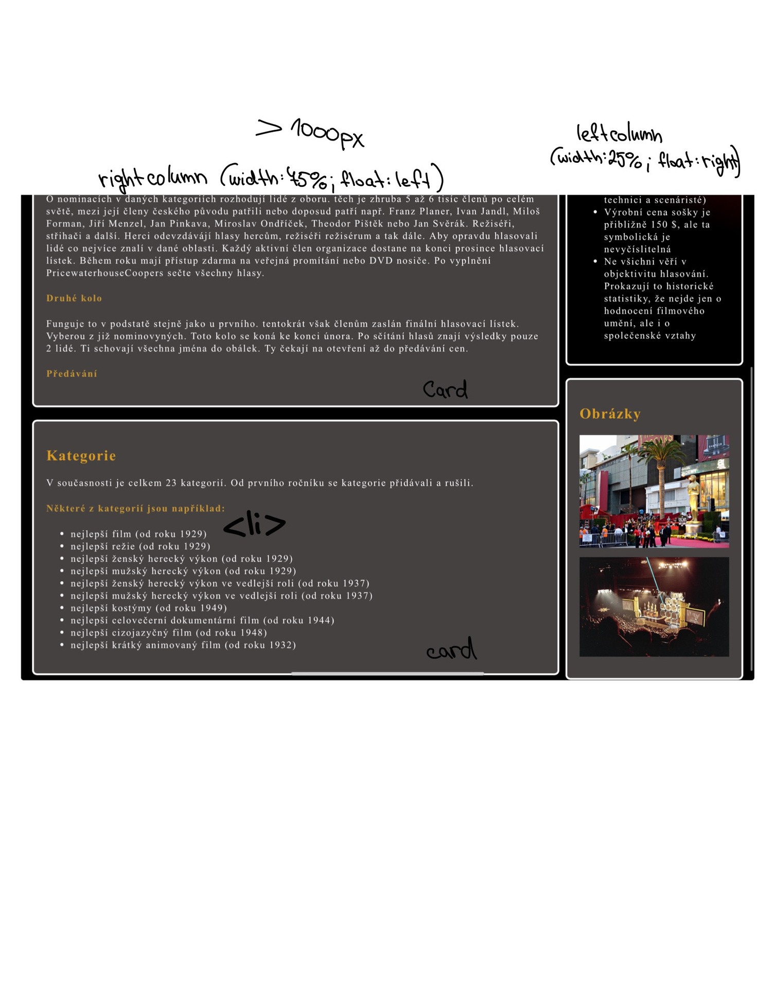 > 1000px
rightcolumn (width: 75%; float: left)
leftcolumn
(width: 25%; float: right)
O nominacích v daných kategoriích rozhodují lidé z oboru. těch je zhruba 5 až 6 tisíc členů po celém
světě, mezi její členy českého původu patřili nebo doposud patří např. Franz Planer, Ivan Jandl, Miloš
Forman, Jiří Menzel, Jan Pinkava, Miroslav Ondříček, Theodor Pištěk nebo Jan Svěrák. Režiséři,
střihači a další. Herci odevzdávájí hlasy hercům, režiséři režisérum a tak dále. Aby opravdu hlasovali
lidé co nejvíce znalí v dané oblasti. Každý aktivní člen organizace dostane na konci prosince hlasovací
lístek. Během roku mají přístup zdarma na veřejná promítání nebo DVD nosiče. Po vyplnění
PricewaterhouseCoopers sečte všechny hlasy.
Druhé kolo
Funguje to v podstatě stejně jako u prvního. tentokrát však členům zaslán finální hlasovací lístek.
Vyberou z již nominovyných. Toto kolo se koná ke konci února. Po sčítání hlasů znají výsledky pouze
2 lidé. Ti schovají všechna jména do obálek. Ty čekají na otevření až do předávání cen.
Předávání
Card
Kategorie
V současnosti je celkem 23 kategorií. Od prvního ročníku se kategorie přidávali a rušili.
Některé z kategorií jsou například:
<li>
• nejlepší film (od roku 1929)
• nejlepší režie (od roku 1929)
• nejlepší ženský herecký výkon (od roku 1929)
• nejlepší mužský herecký výkon (od roku 1929)
• nejlepší ženský herecký výkon ve vedlejší roli (od roku 1937)
• nejlepší mužský herecký výkon ve vedlejší roli (od roku 1937)
• nejlepší kostýmy (od roku 1949)
• nejlepší celovečerní dokumentární film (od roku 1944)
• nejlepší cizojazyčný film (od roku 1948)
• nejlepší krátký animovaný film (od roku 1932)
card
technici a scenáristé)
• Výrobní cena sošky je
přibližně 150 $, ale ta
symbolická je
nevyčíslitelná
• Ne všichni věří v
objektivitu hlasování.
Prokazují to historické
statistiky, že nejde jen o
hodnocení filmového
umění, ale i o
společenské vztahy
Obrázky